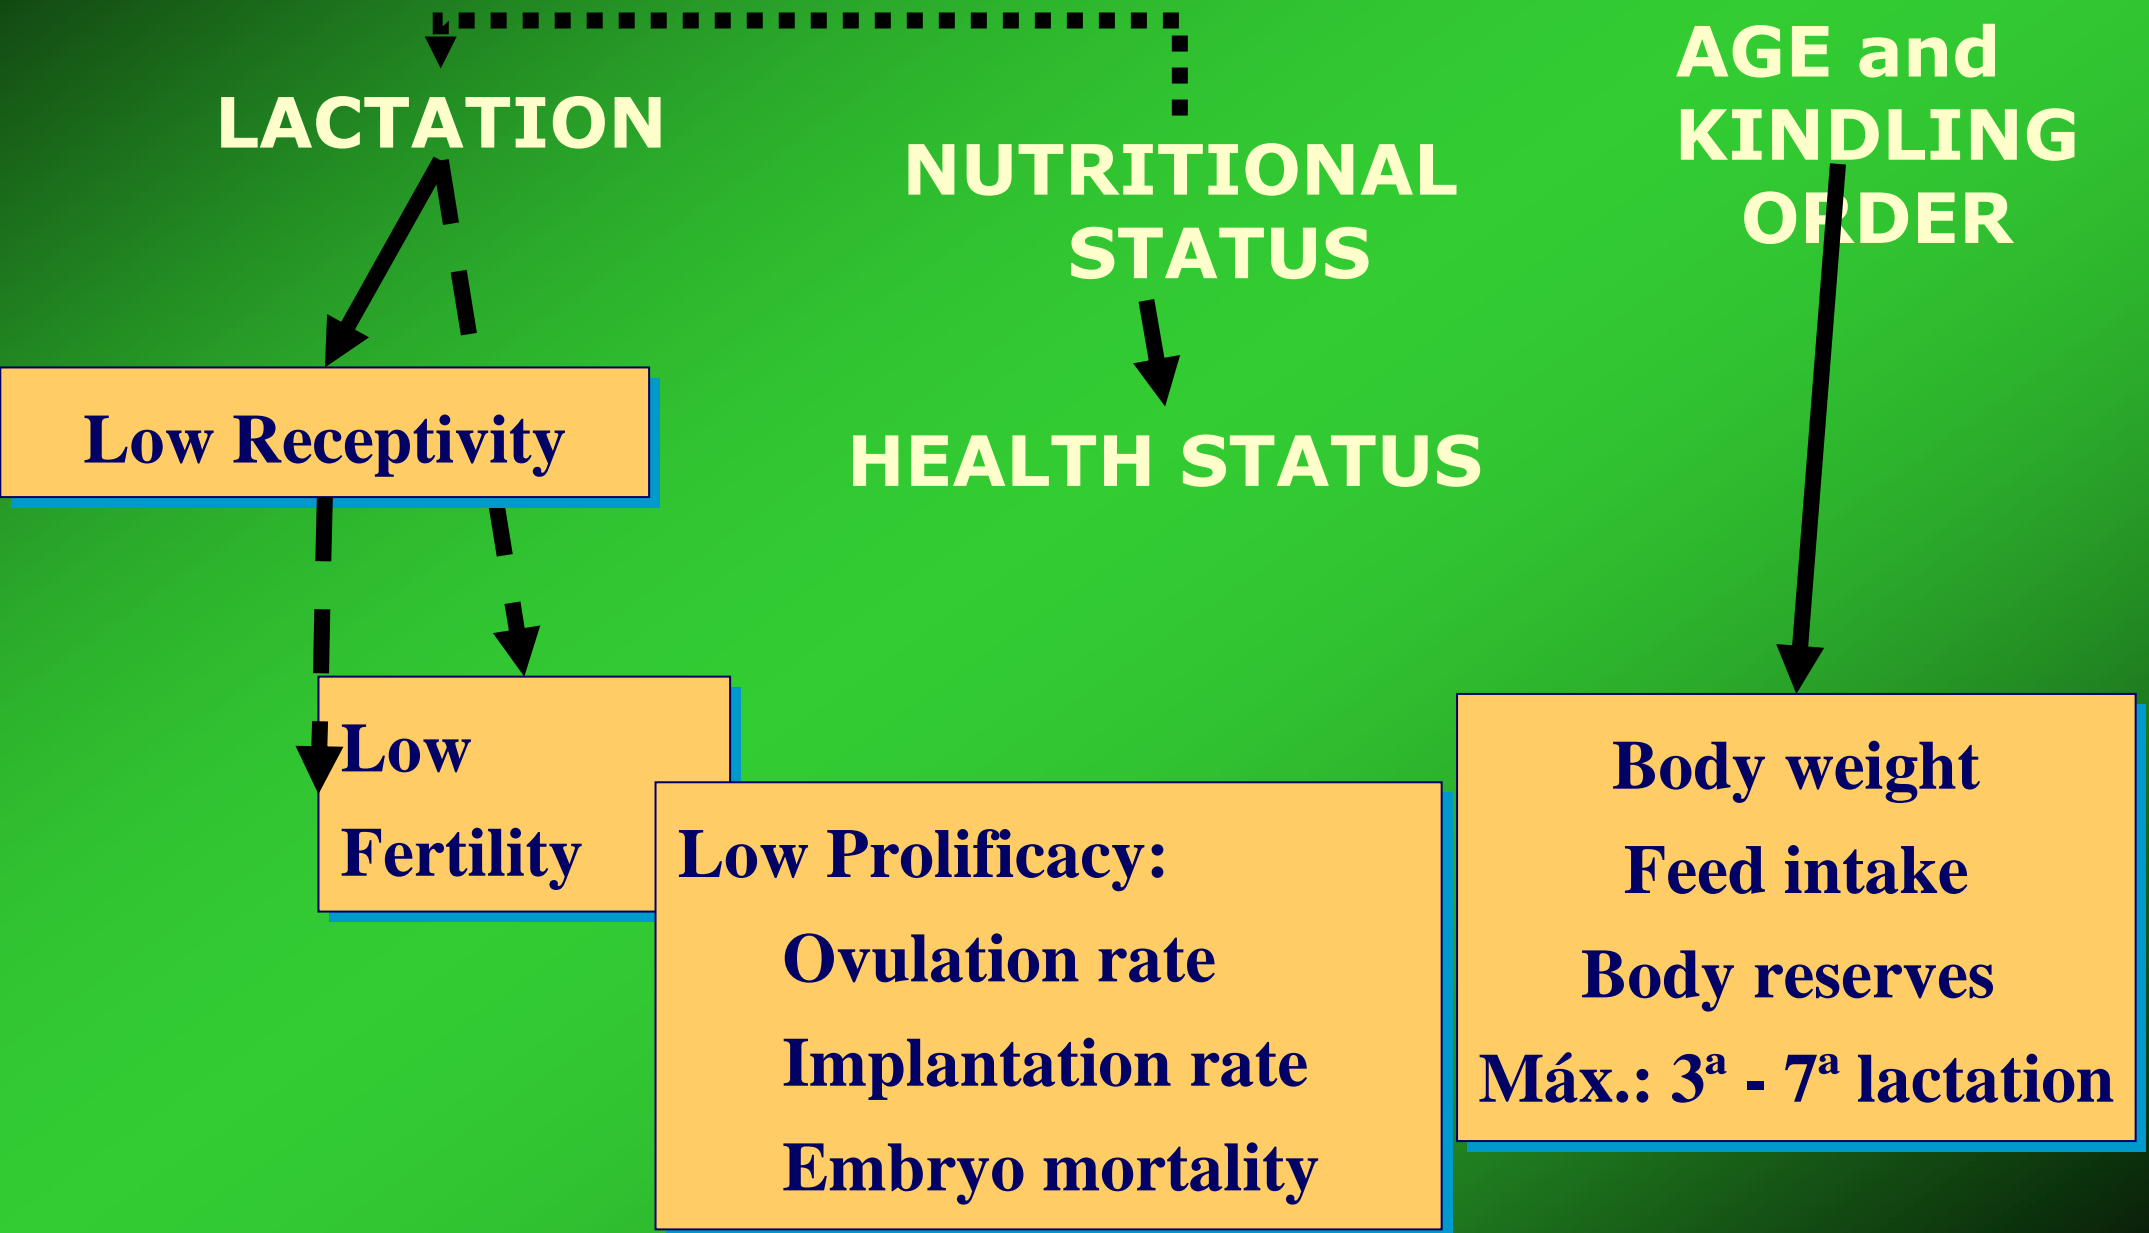 LACTATION
NUTRITIONAL
STATUS
AGE and
KINDLING
ORDER
Low Receptivity
HEALTH STATUS
Low
Fertility
Low Prolificacy:
Ovulation rate
Implantation rate
Embryo mortality
Body weight
Feed intake
Body reserves
Máx.: 3ª - 7ª lactation